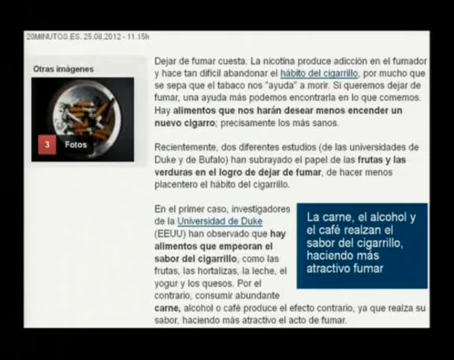 20MINUTOS.ES. 25.08.2012 - 11.15h
Otras imágenes
3 Fotos
Dejar de fumar cuesta. La nicotina produce adicción en el fumador
y hace tan difícil abandonar el hábito del cigarrillo, por mucho que
se sepa que el tabaco nos "ayuda" a morir. Si queremos dejar de
fumar, una ayuda más podemos encontrarla en lo que comemos.
Hay alimentos que nos harán desear menos encender un
nuevo cigarro; precisamente los más sanos.
Recientemente, dos diferentes estudios (de las universidades de
Duke y de Bufalo) han subrayado el papel de las frutas y las
verduras en el logro de dejar de fumar, de hacer menos
placentero el hábito del cigarrillo.
En el primer caso, investigadores
de la Universidad de Duke
(EEUU) han observado que hay
alimentos que empeoran el
sabor del cigarrillo, como las
frutas, las hortalizas, la leche, el
yogur y los quesos. Por el
contrario, consumir abundante
carne, alcohol o café produce el efecto contrario, ya que realza su
sabor, haciendo más atractivo el acto de fumar.
La carne, el alcohol y
el café realzan el
sabor del cigarrillo,
haciendo más
atractivo fumar